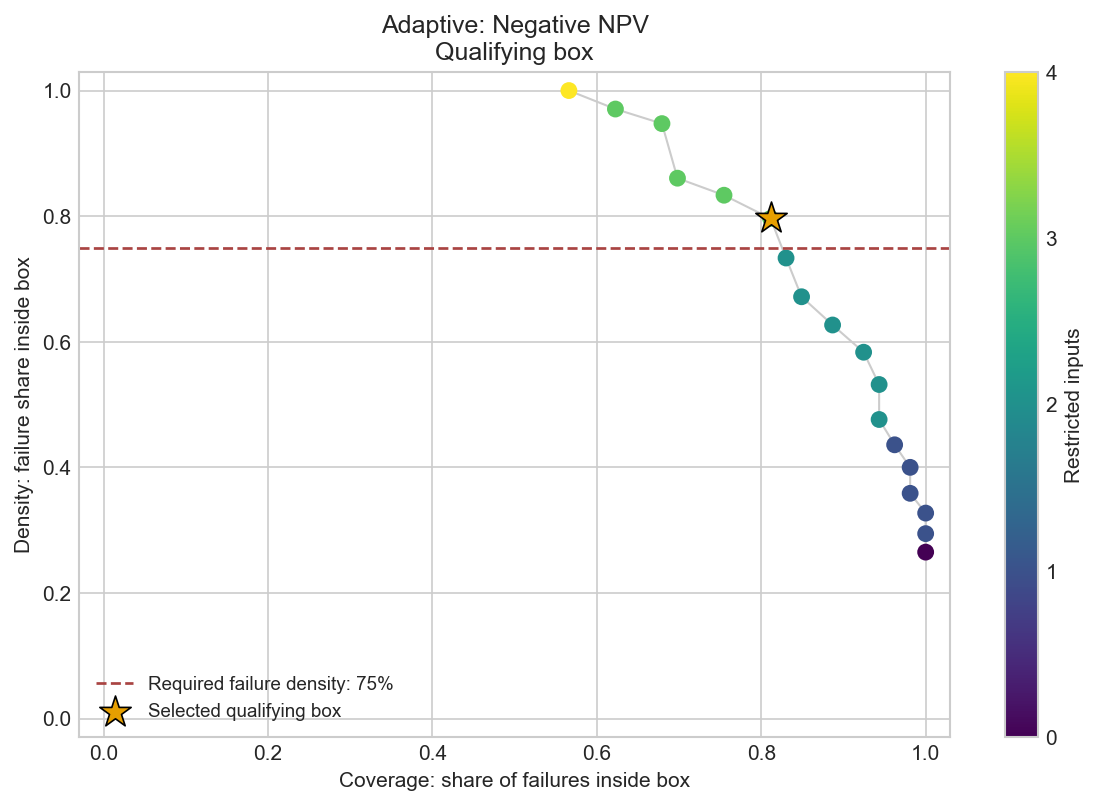 Adaptive: Negative NPV
Qualifying box
Density: failure share inside box
1.0
0.8
0.6
0.4
0.2
0.0
Required failure density: 75%
Selected qualifying box
0.0 0.2 0.4 0.6 0.8 1.0
Coverage: share of failures inside box
4
3
2
1
0
Restricted inputs